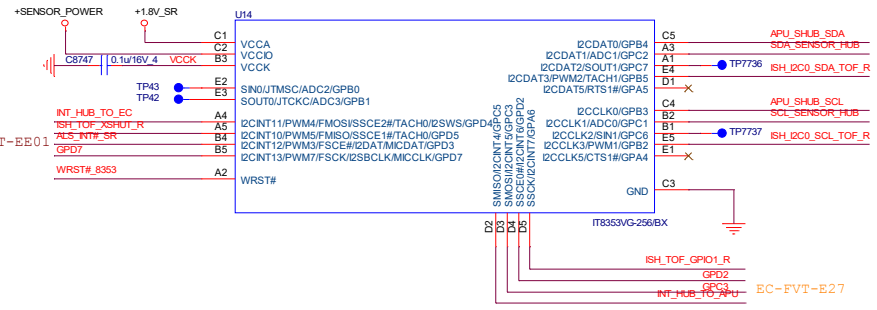 +SENSOR_POWER
+1.8V_SR
U14
C1
VCCA
C2
VCCIO
C8747
0.1u/16V_4
VCCK
B3
VCCK
TP43
E2
SIN0/JTMSC/ADC2/GPB0
TP42
E3
SOUT0/JTCKC/ADC3/GPB1
INT_HUB_TO_EC
A4
I2CINT11/PWM4/FMOSI/SSCE2#/TACH0/I2SWS/GPD4
ISH_TOF_XSHUT_R
A5
I2CINT10/PWM5/FMISO/SSCE1#/TACH0/GPD5
T-EE01
ALS_INT#_SR
B4
I2CINT12/PWM3/FSCE#/I2DAT/MICDAT/GPD3
GPD7
B5
I2CINT13/PWM7/FSCK/I2SBCLK/MICCLK/GPD7
WRST#_8353
A2
WRST#
I2CDAT0/GPB4
C5
APU_SHUB_SDA
I2CDAT1/ADC1/GPC2
A3
SDA_SENSOR_HUB
I2CDAT2/SOUT1/GPC7
A1
TP7736
I2CDAT3/PWM2/TACH1/GPB5
E4
ISH_I2C0_SDA_TOF_R
I2CDAT5/RTS1#/GPA5
D1
I2CCLK0/GPB3
C4
APU_SHUB_SCL
I2CCLK1/ADC0/GPC1
B2
SCL_SENSOR_HUB
I2CCLK2/SIN1/GPC6
B1
TP7737
I2CCLK3/PWM1/GPB2
E5
ISH_I2C0_SCL_TOF_R
I2CCLK5/CTS1#/GPA4
E1
GND
C3
SMISO/I2CINT4/GPC5
SMOSI/I2CINT5/GPC3
SSCE0#/I2CINT6/GPD2
SSCK/I2CINT7/GPA6
D2
D3
D4
D5
IT8353VG-256/BX
ISH_TOF_GPIO1_R
GPD2
GPC3
INT_HUB_TO_APU
EC-FVT-E27